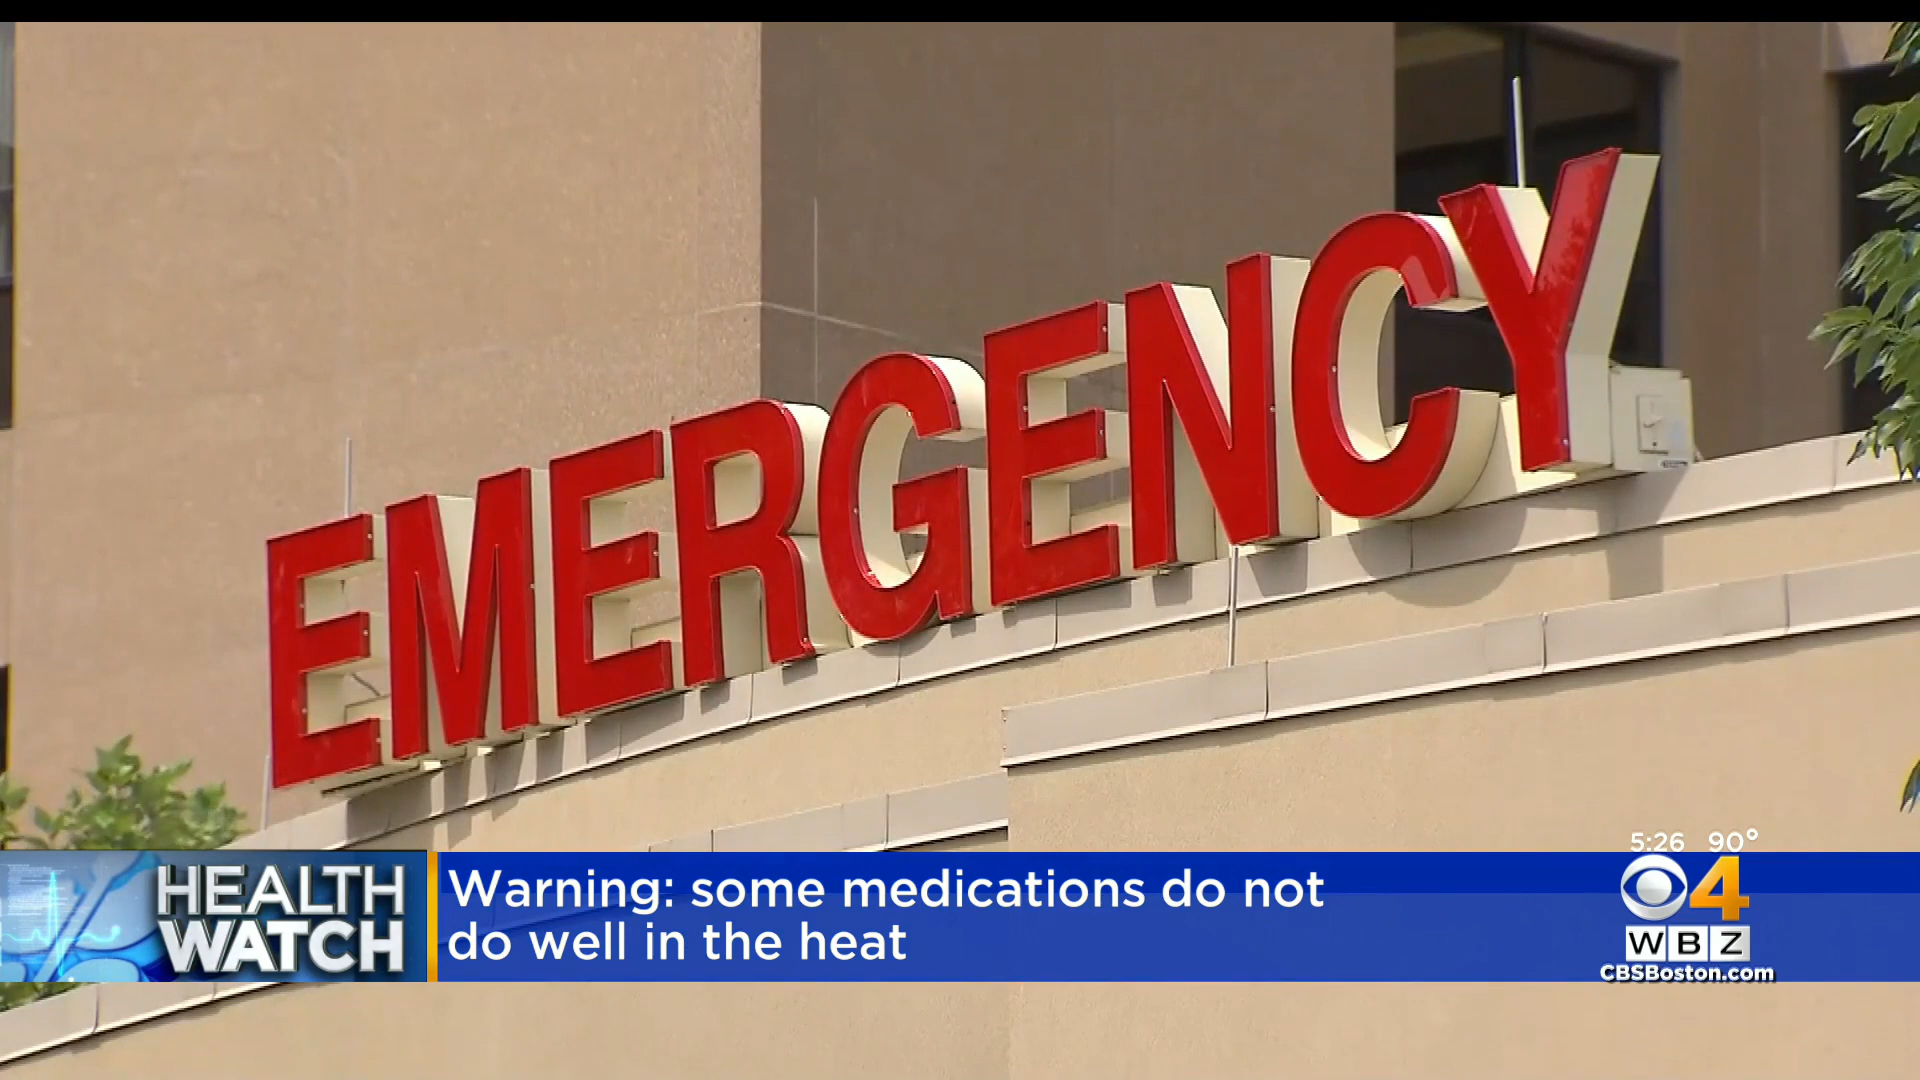 EMERGENCY
5:26 90°
HEALTH
WATCH
Warning: some medications do not
do well in the heat
4
WBZ
CBSBoston.com